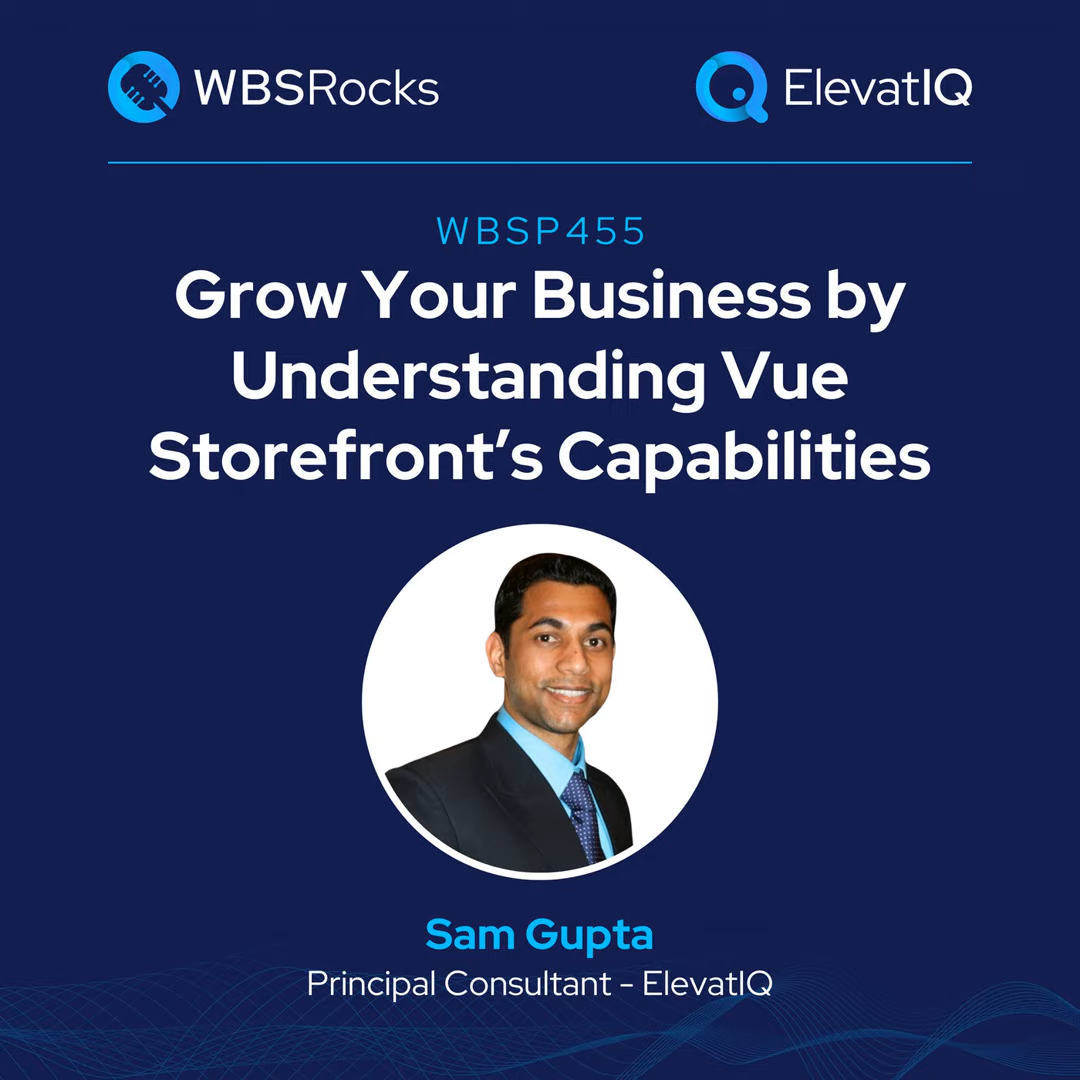 WBSRocks
ElevatIQ
WBSP455
Grow Your Business by
Understanding Vue
Storefront’s Capabilities
Sam Gupta
Principal Consultant - ElevatIQ